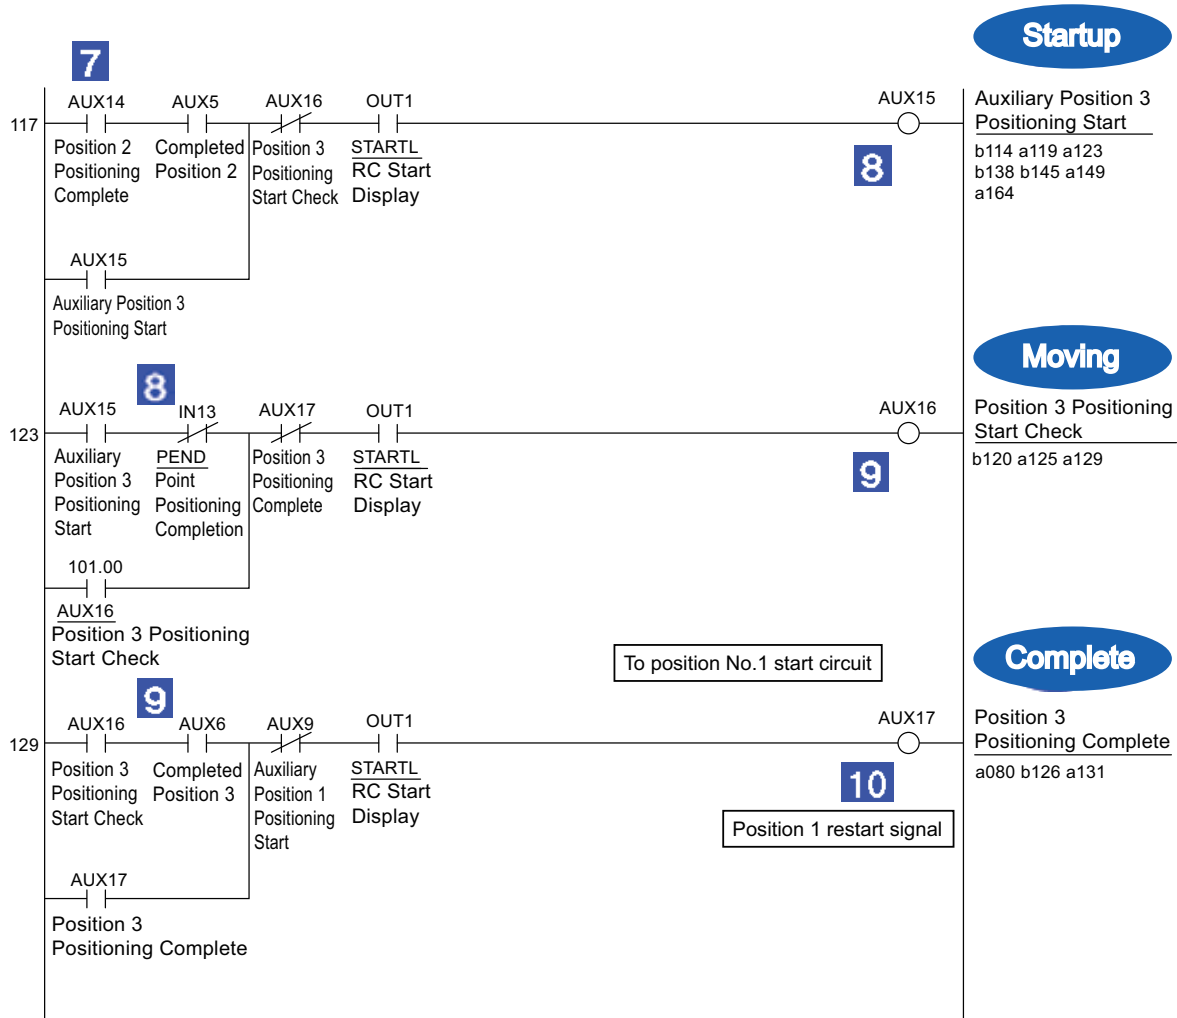 Startup
7
AUX14 AUX5 AUX16 OUT1 AUX15
117
Position 2
Positioning
Complete
Completed
Position 2
Position 3
Positioning
Start Check
STARTL
RC Start
Display
8
Auxiliary Position 3
Positioning Start
b114 a119 a123
b138 b145 a149
a164
AUX15
Auxiliary Position 3
Positioning Start
Moving
8
AUX15 IN13 AUX17 OUT1 AUX16
123
Auxiliary
Position 3
Positioning
Start
PEND
Point
Positioning
Completion
Position 3
Positioning
Complete
STARTL
RC Start
Display
9
Position 3 Positioning
Start Check
b120 a125 a129
101.00
AUX16
Position 3 Positioning
Start Check
To position No.1 start circuit
Complete
9
AUX16 AUX6 AUX9 OUT1 AUX17
129
Position 3
Positioning
Start Check
Completed
Position 3
Auxiliary
Position 1
Positioning
Start
STARTL
RC Start
Display
10
Position 1 restart signal
Position 3
Positioning Complete
a080 b126 a131
AUX17
Position 3
Positioning Complete